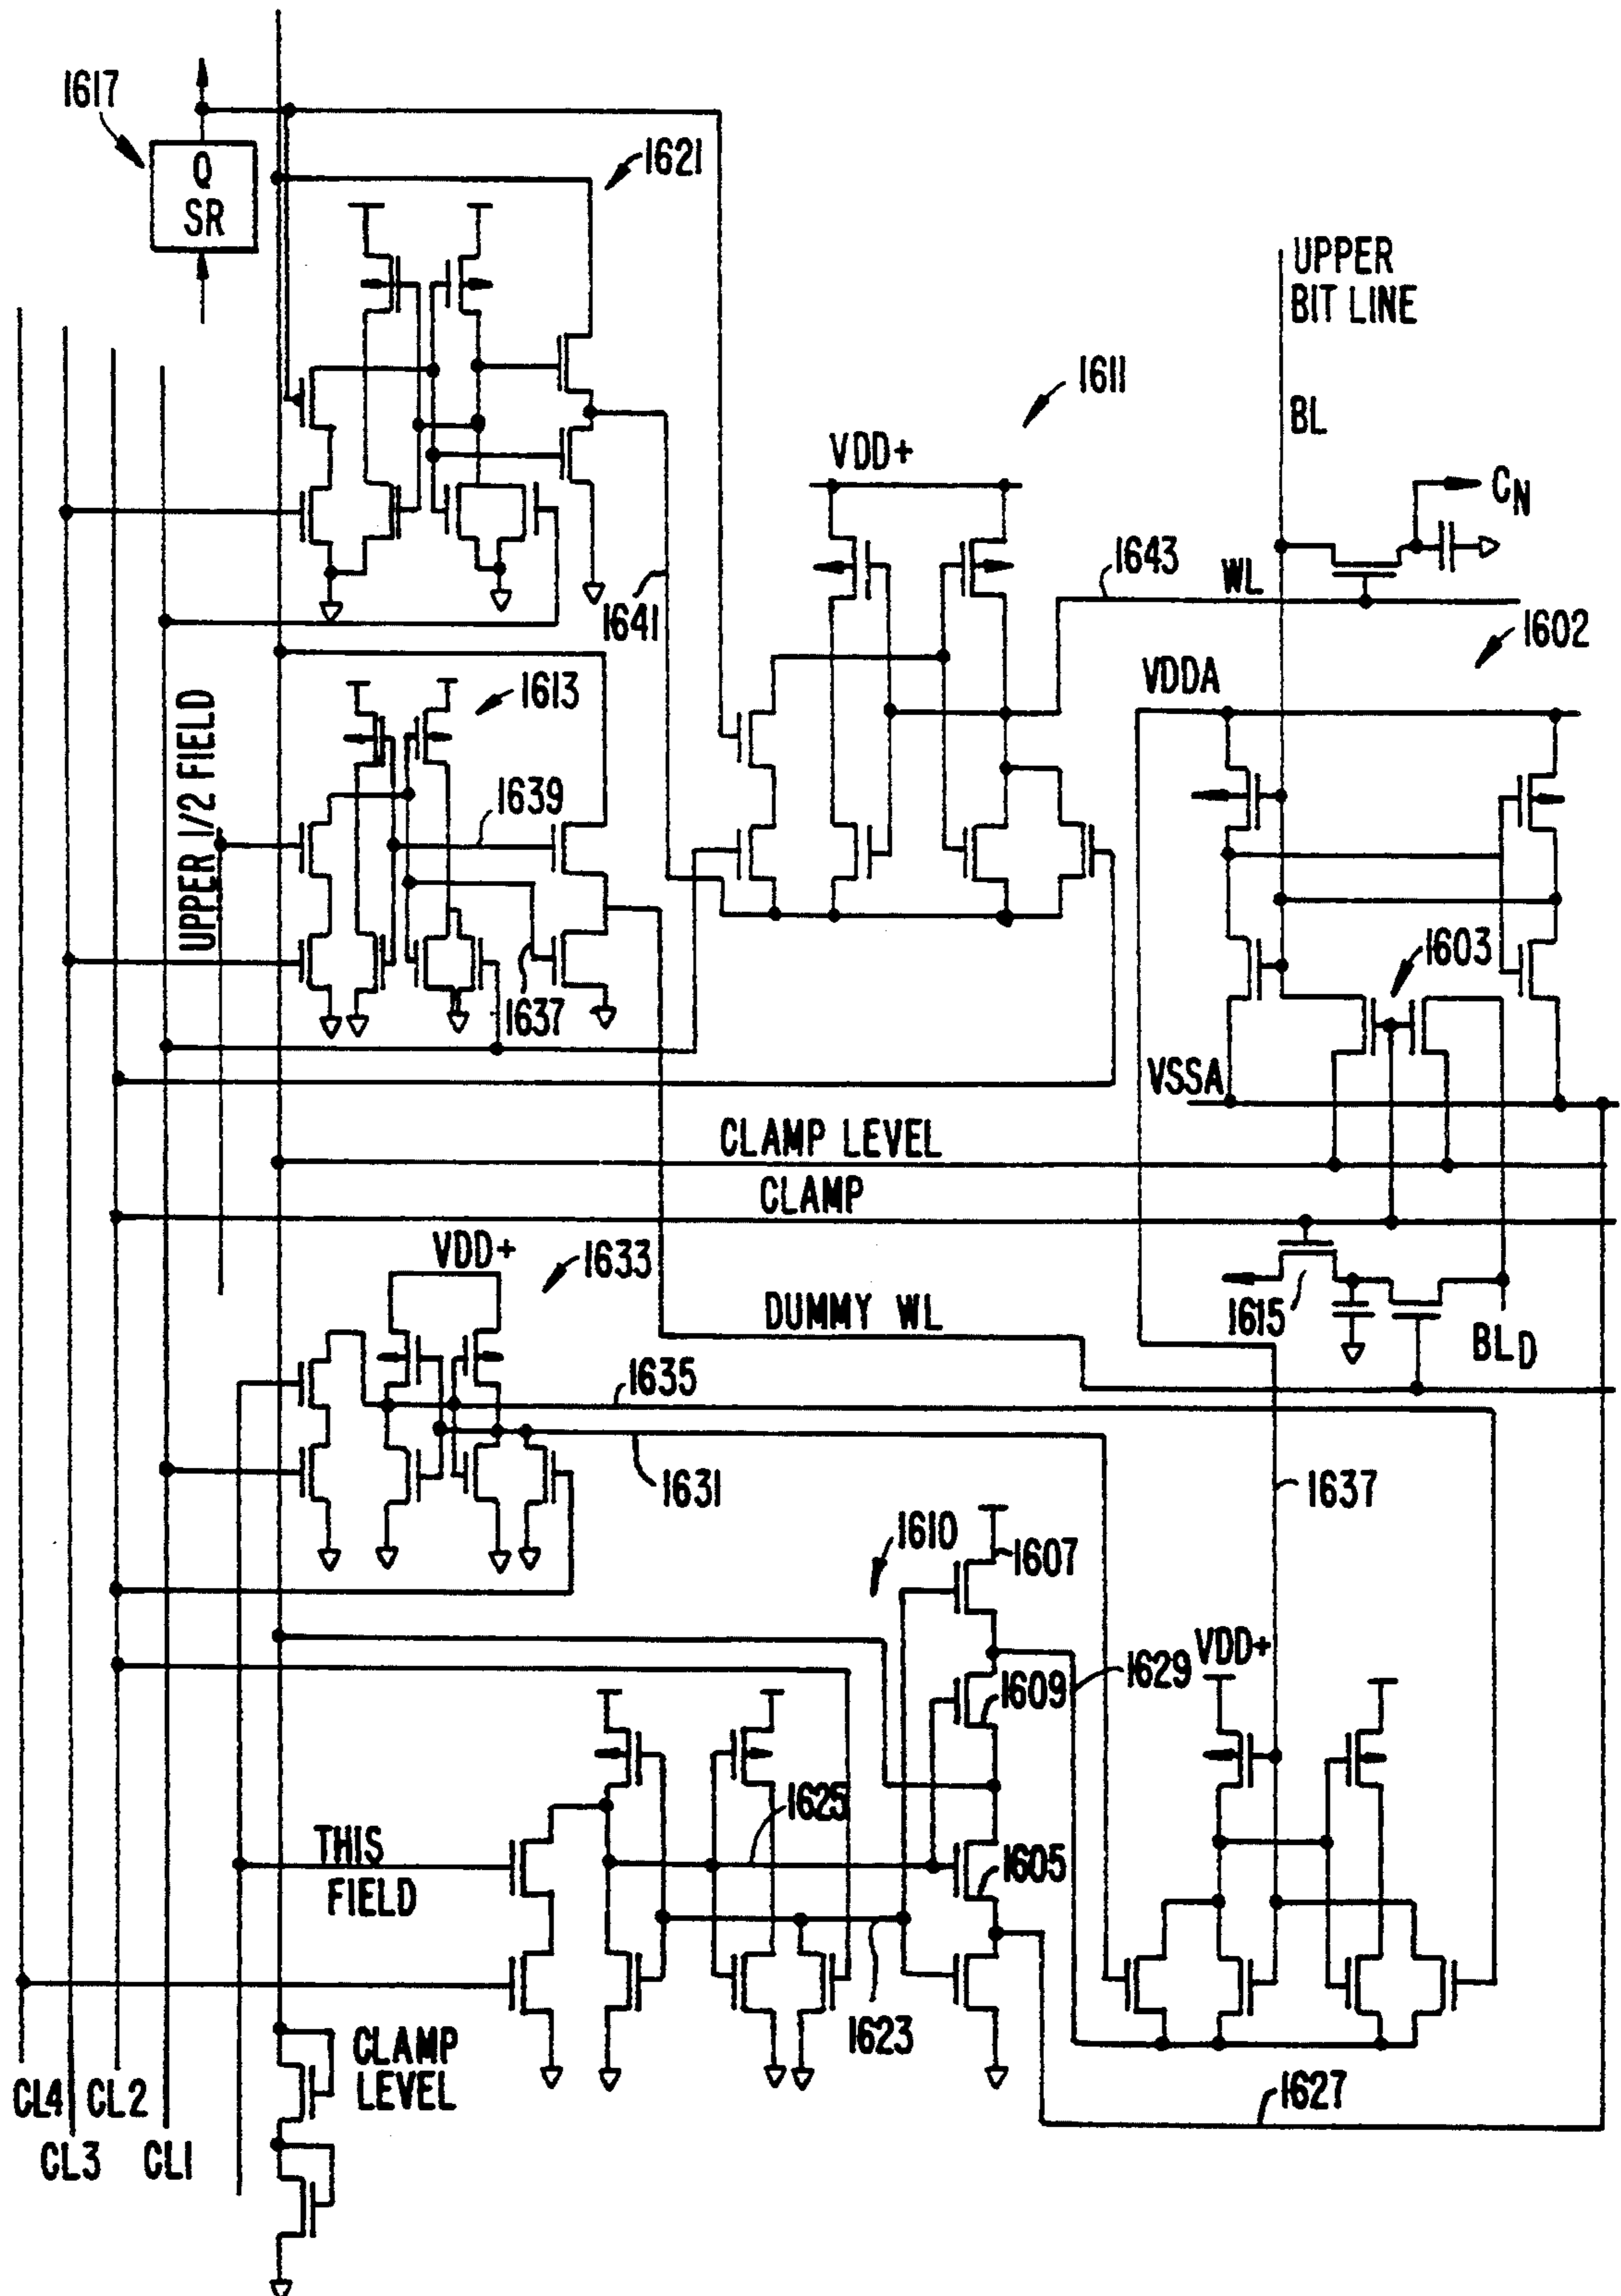 1617
Q
SR
1621
UPPER
BIT LINE
BL
1611
VDD+
CN
WL
1643
1641
1602
VDDA
UPPER 1/2 FIELD
1613
1639
1637
1603
VSSA
CLAMP LEVEL
CLAMP
VDD+
1633
1615
BLD
DUMMY WL
1635
1631
1637
1610
1607
VDD+
1629
1609
1625
THIS
FIELD
1605
1623
CLAMP
LEVEL
1627
CL4
CL2
CL3
CL1